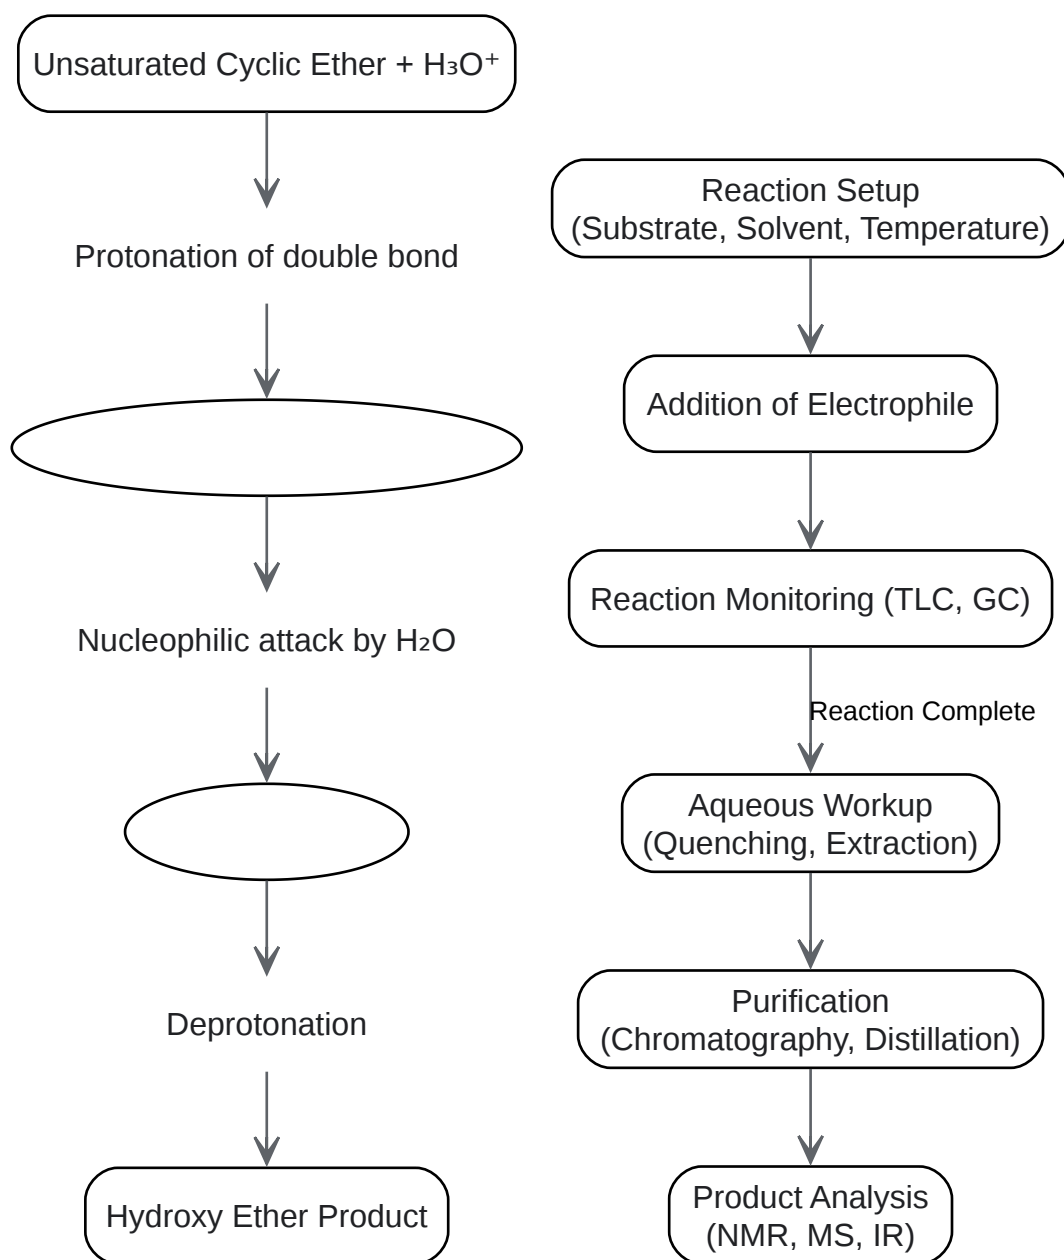 Unsaturated Cyclic Ether + H₃O⁺
Protonation of double bond
Nucleophilic attack by H₂O
Deprotonation
Hydroxy Ether Product
Reaction Setup
(Substrate, Solvent, Temperature)
Addition of Electrophile
Reaction Monitoring (TLC, GC)
Reaction Complete
Aqueous Workup
(Quenching, Extraction)
Purification
(Chromatography, Distillation)
Product Analysis
(NMR, MS, IR)